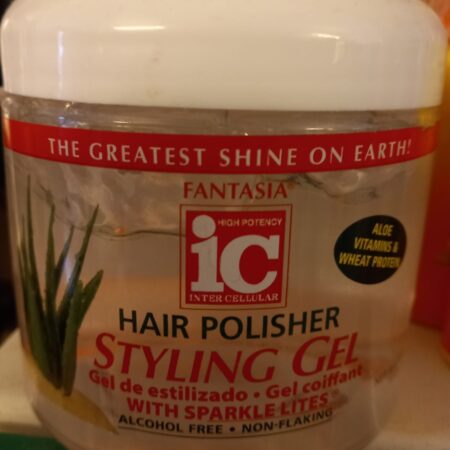 THE GREATEST SHINE ON EARTH!
FANTASIA®
HIGH POTENCY
ic
INTER CELLULAR
ALOE
VITAMINS &
WHEAT PROTEIN
HAIR POLISHER
STYLING GEL
Gel de estilizado • Gel coiffant
WITH SPARKLE LITES®
ALCOHOL FREE • NON-FLAKING